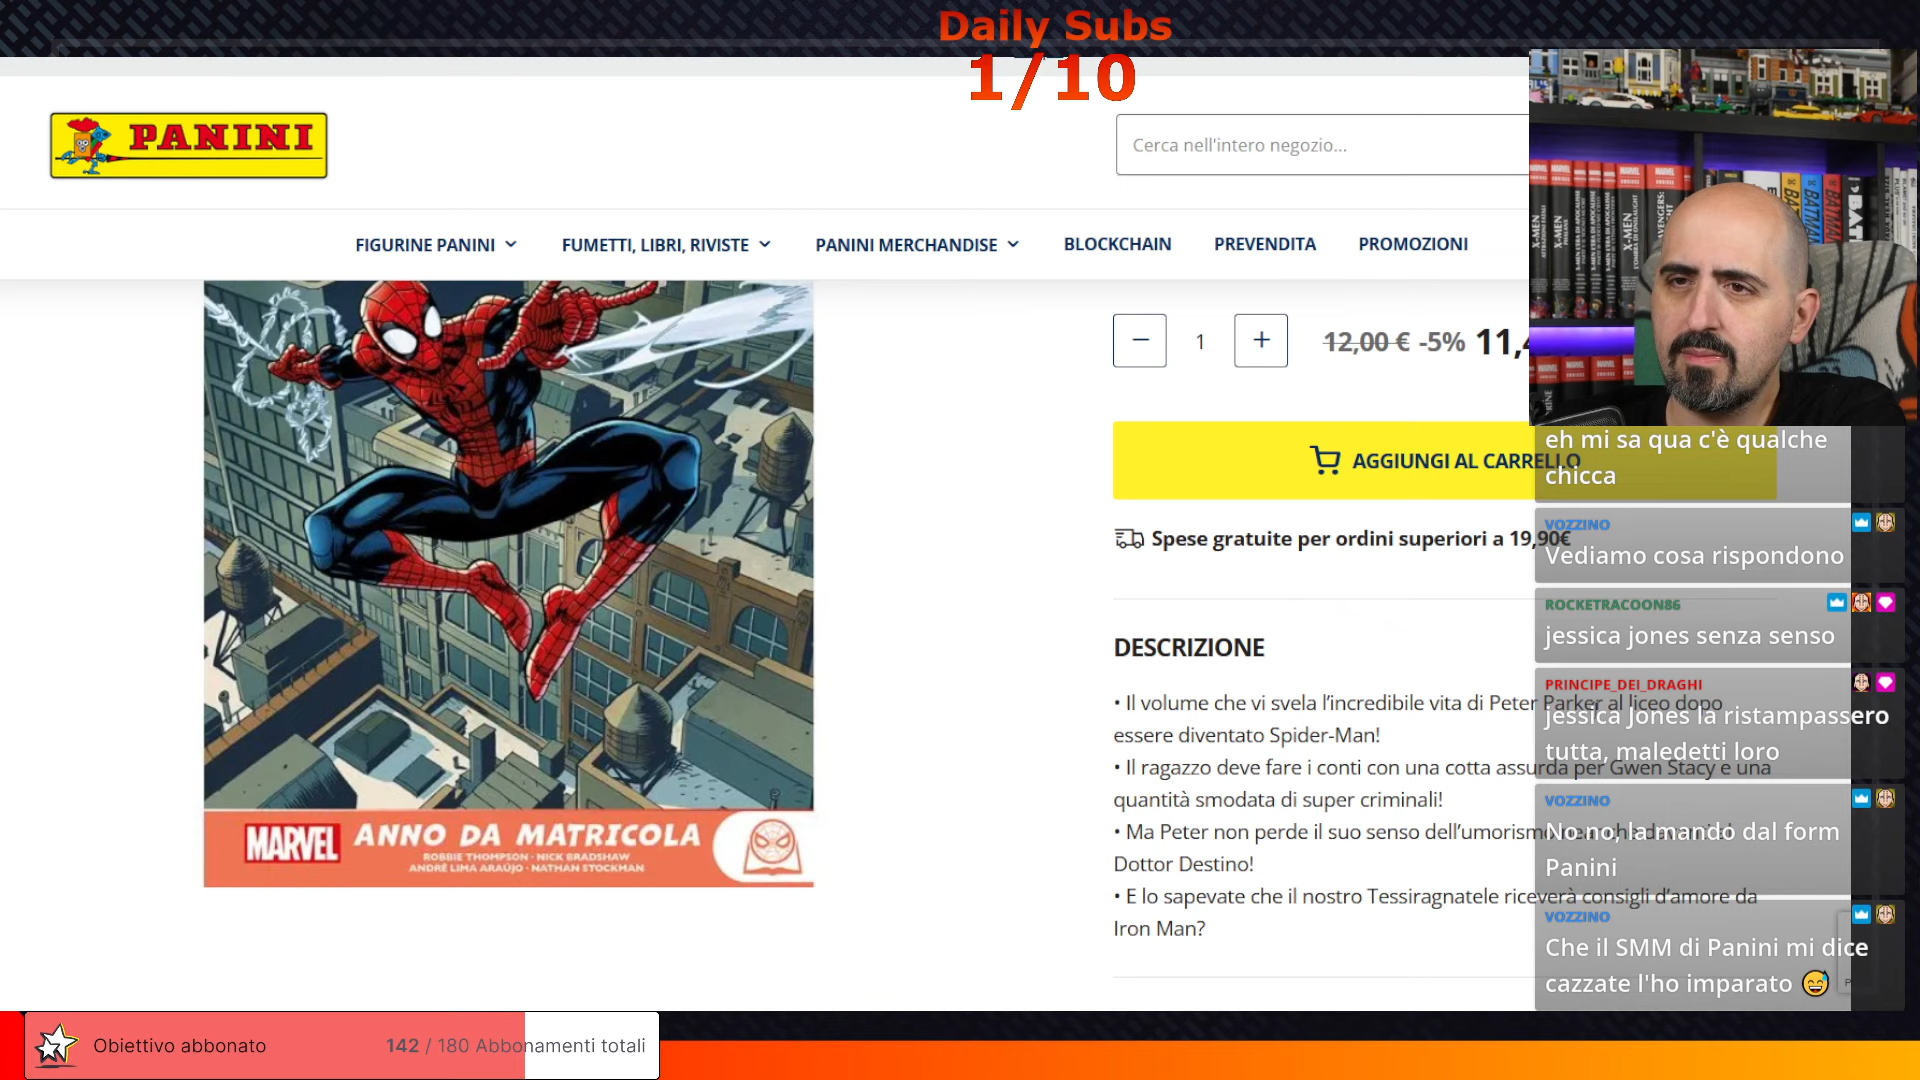 Daily Subs
1/10
PANINI
Cerca nell'intero negozio...
FIGURINE PANINI
FUMETTI, LIBRI, RIVISTE
PANINI MERCHANDISE
BLOCKCHAIN
PREVENDITA
PROMOZIONI
1
12,00 € -5% 11,4
AGGIUNGI AL CARRELLO
Spese gratuite per ordini superiori a 19,90€
DESCRIZIONE
• Il volume che vi svela l'incredibile vita di Peter Parker al liceo dopo
essere diventato Spider-Man!
• Il ragazzo deve fare i conti con una cotta assurda per Gwen Stacy e una
quantità smodata di super criminali!
• Ma Peter non perde il suo senso dell'umorismo
Dottor Destino!
• E lo sapevate che il nostro Tessiragnatele riceverà consigli d'amore da
Iron Man?
MARVEL
ANNO DA MATRICOLA
ROBBIE THOMPSON • NICK BRADSHAW
ANDRÉ LIMA ARAÚJO • NATHAN STOCKMAN
eh mi sa qua c'è qualche
chicca
VOZZINO
Vediamo cosa rispondono
ROCKETRACOON86
jessica jones senza senso
PRINCIPE_DEI_DRAGHI
jessica Jones la ristampassero
tutta, maledetti loro
VOZZINO
No no, la mando dal form
Panini
VOZZINO
Che il SMM di Panini mi dice
cazzate l'ho imparato
Obiettivo abbonato
142 / 180 Abbonamenti totali